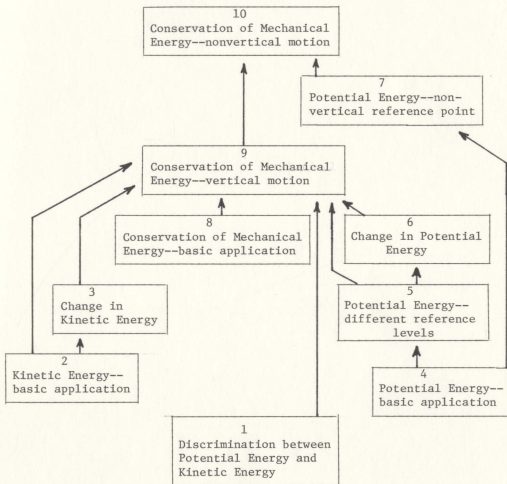 10
Conservation of Mechanical
Energy--nonvertical motion
7
Potential Energy--non-
vertical reference point
9
Conservation of Mechanical
Energy--vertical motion
8
Conservation of Mechanical
Energy--basic application
6
Change in Potential
Energy
3
Change in
Kinetic Energy
5
Potential Energy--
different reference
levels
2
Kinetic Energy--
basic application
4
Potential Energy--
basic application
1
Discrimination between
Potential Energy and
Kinetic Energy